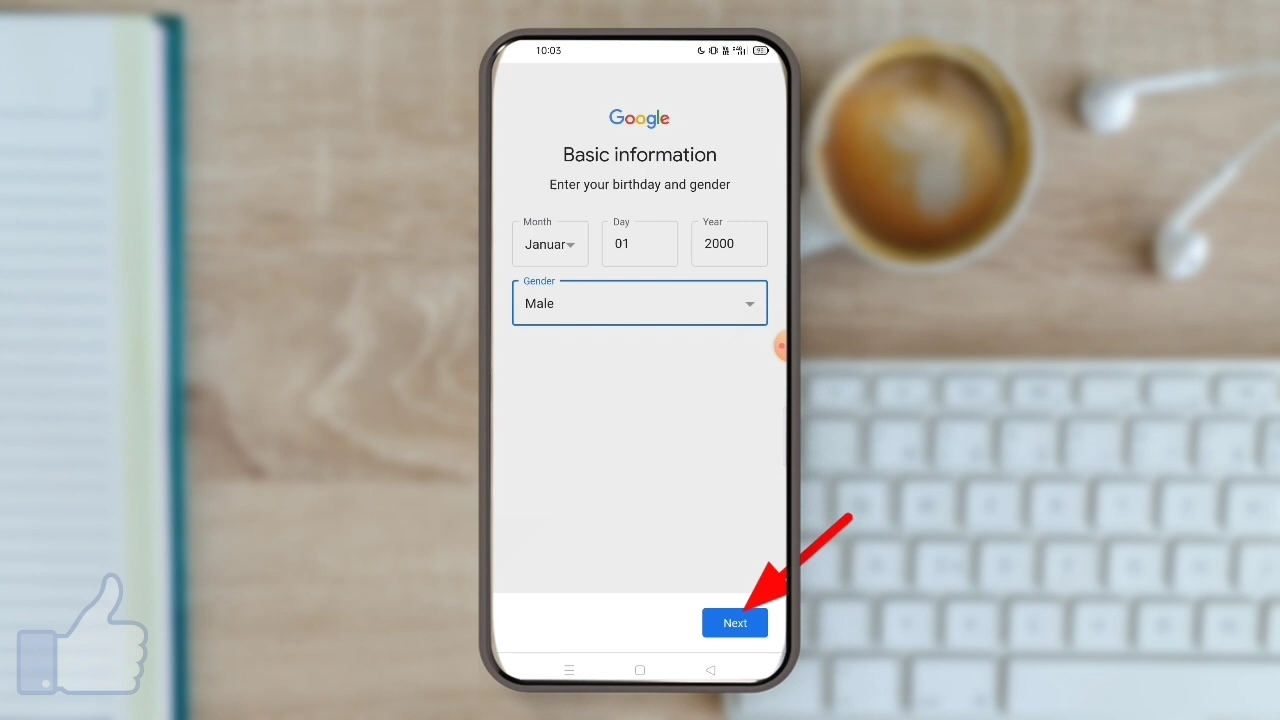 10:03
Google
Basic information
Enter your birthday and gender
Month Day Year
Januar 01 2000
Gender
Male
Next